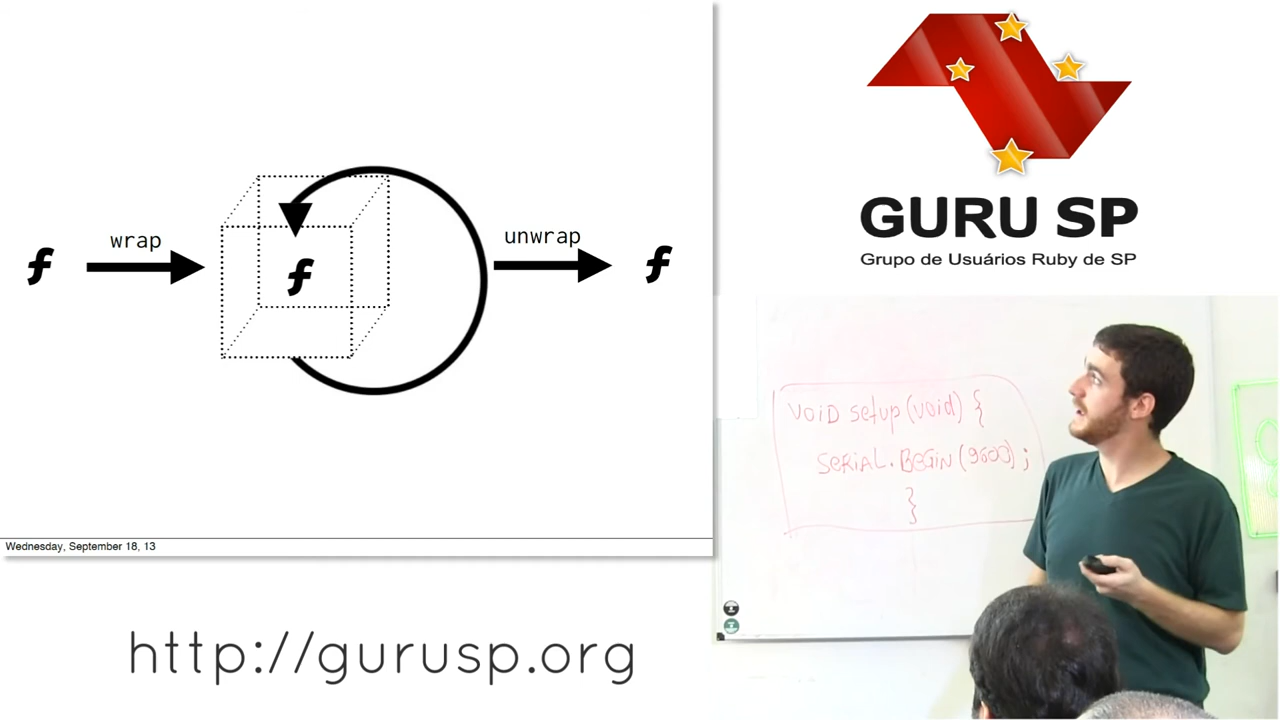 f
wrap
f
unwrap
f
Wednesday, September 18, 13
http://gurusp.org
GURU SP
Grupo de Usuários Ruby de SP
VOID setup (void) {
SERIAL.BEGIN (9600) ;
}